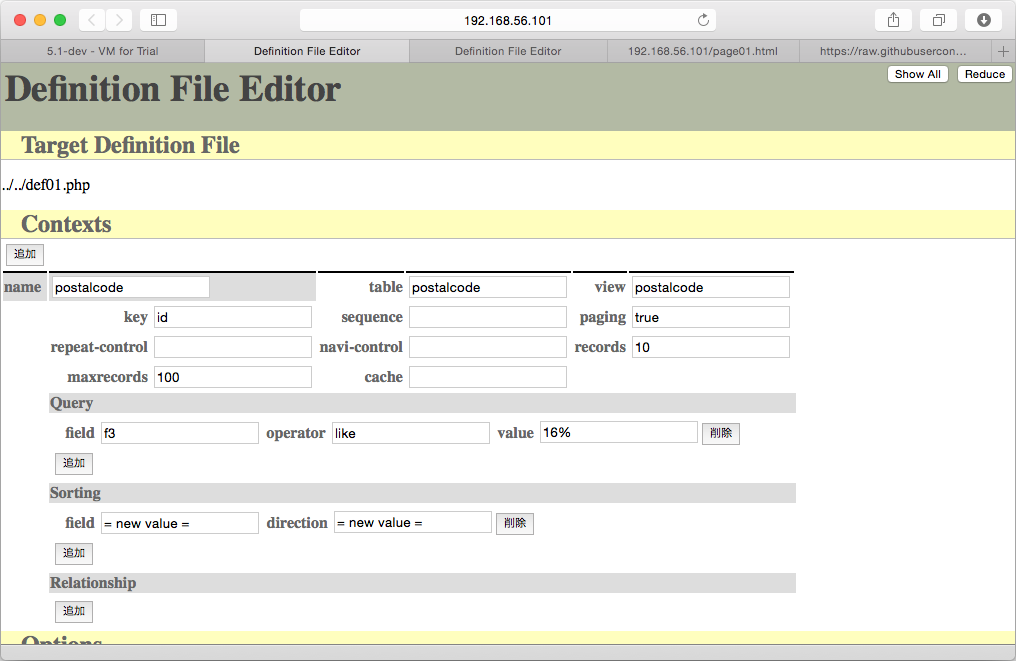 192.168.56.101
5.1-dev - VM for Trial
Definition File Editor
Definition File Editor
192.168.56.101/page01.html
https://raw.githubusercon...
Definition File Editor
Show All
Reduce
Target Definition File
../../def01.php
Contexts
追加
name postalcode table postalcode view postalcode
key id sequence paging true
repeat-control navi-control records 10
maxrecords 100 cache
Query
field f3 operator like value 16% 削除
追加
Sorting
field = new value = direction = new value = 削除
追加
Relationship
追加
Options